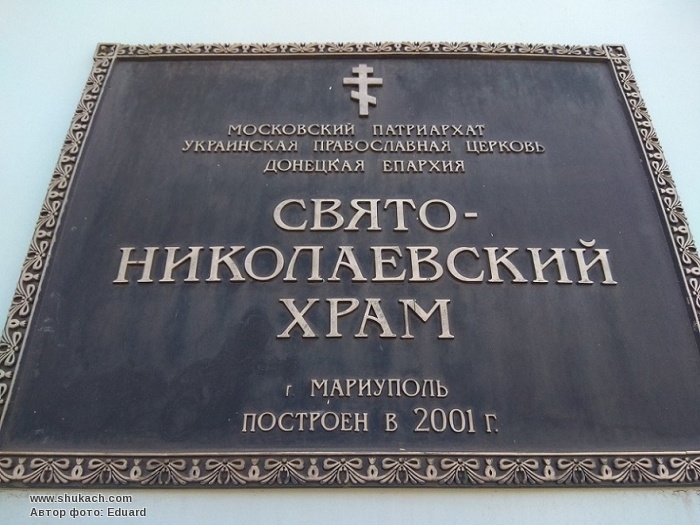 МОСКОВСКИЙ ПАТРИАРХАТ
УКРАИНСКАЯ ПРАВОСЛАВНАЯ ЦЕРКОВЬ
ДОНЕЦКАЯ ЕПАРХИЯ
СВЯТО-
НИКОЛАЕВСКИЙ
ХРАМ
г. МАРИУПОЛЬ
ПОСТРОЕН В 2001 Г.
www.shukach.com
Автор фото: Eduard